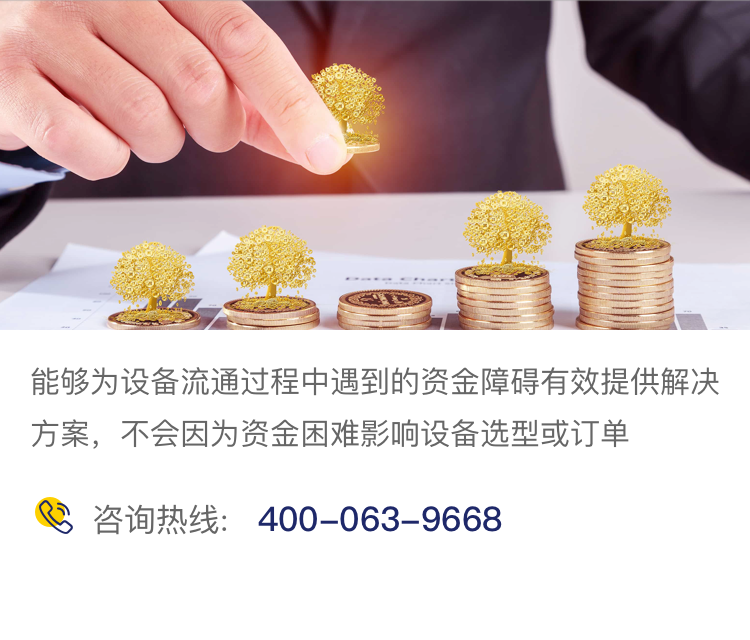 Data Char
能够为设备流通过程中遇到的资金障碍有效提供解决
方案，不会因为资金困难影响设备选型或订单
咨询热线: 400-063-9668